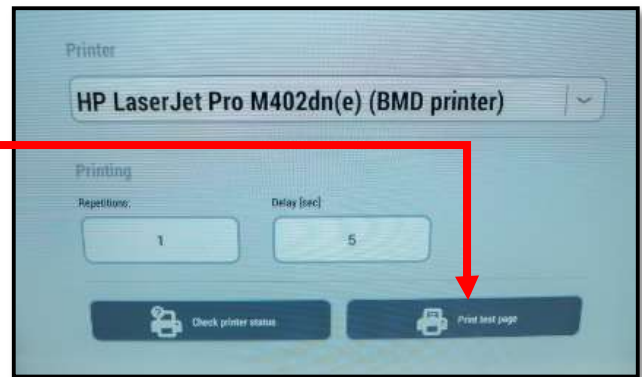 Printer
HP LaserJet Pro M402dn(e) (BMD printer)
Printing
Repetitions:
Delay [sec]
1
5
Check printer status
Print test page